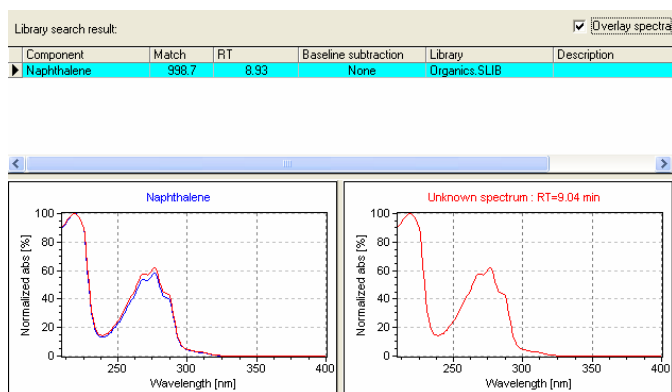 Library search result:
Overlay spectra
Component Match RT Baseline subtraction Library Description
Naphthalene 998.7 8.93 None Organics.SLIB
Naphthalene
Normalized abs [%]
100
80
60
40
20
0
250 300 350 400
Wavelength [nm]
Unknown spectrum : RT=9.04 min
Normalized abs [%]
100
80
60
40
20
0
250 300 350 400
Wavelength [nm]